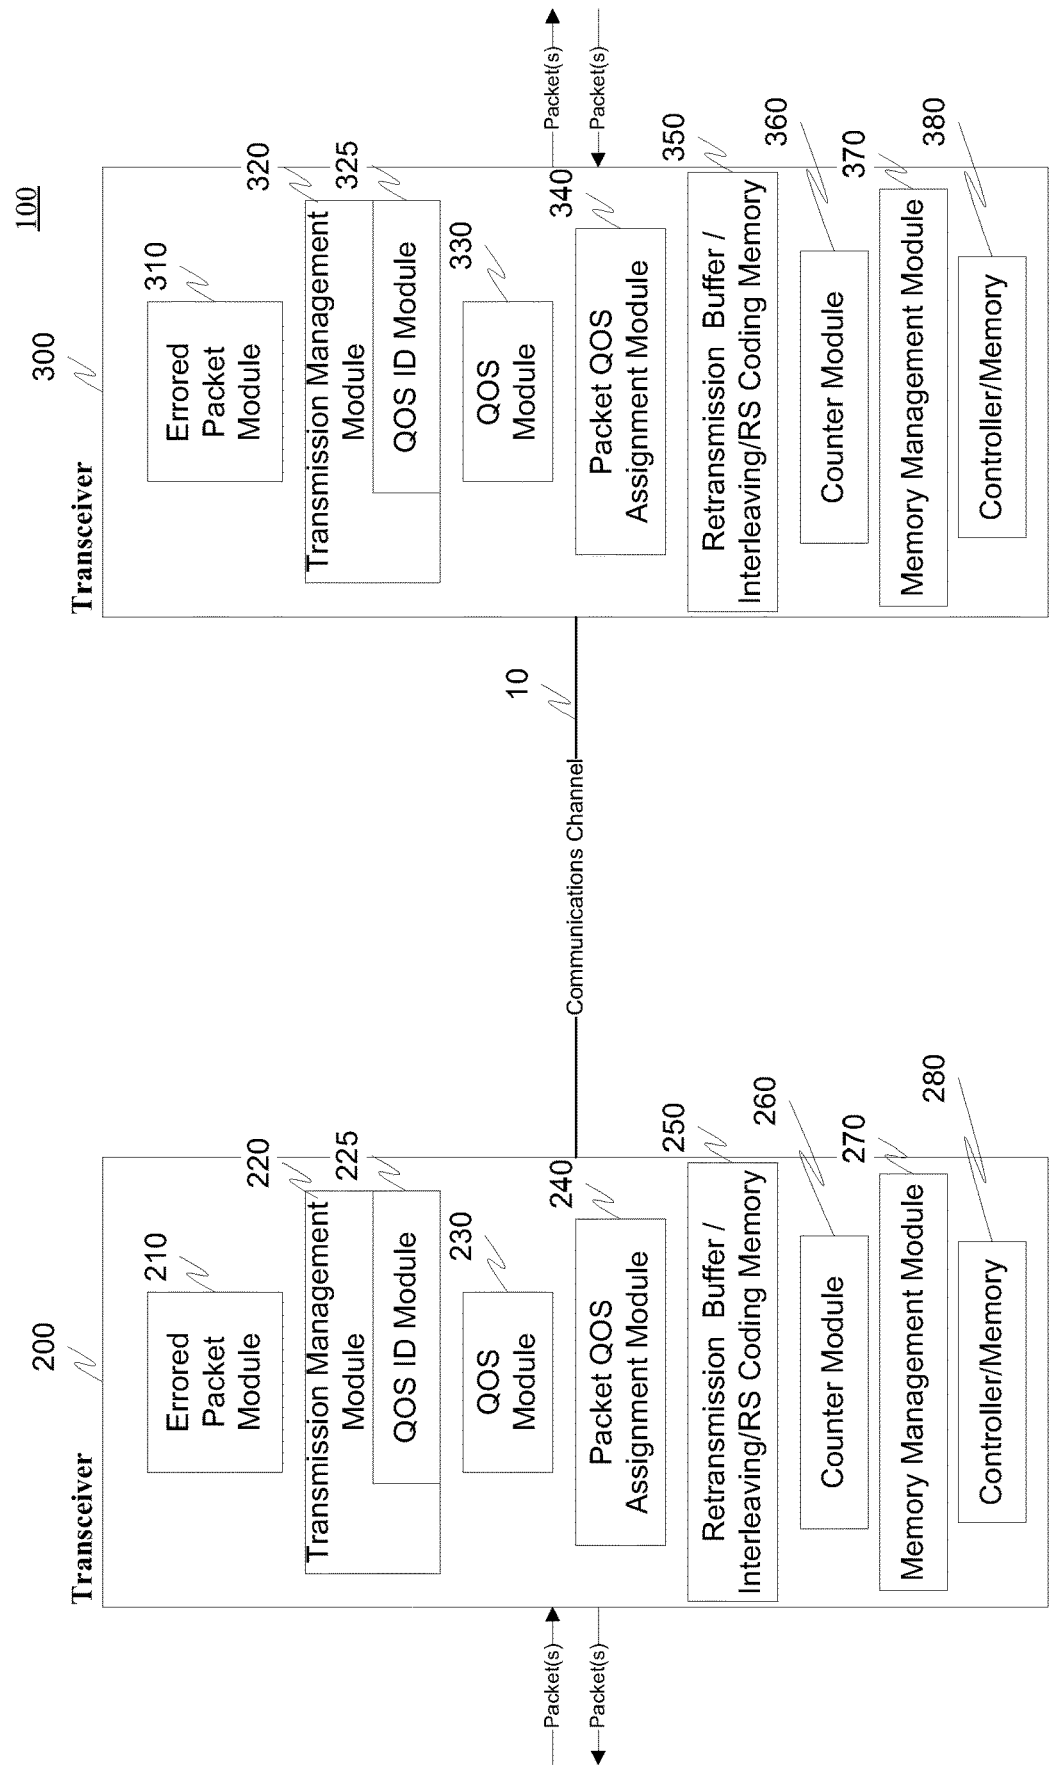 100
Transceiver
200
Errored
Packet
Module
210
Transmission Management
Module
220
QOS ID Module
225
QOS
Module
230
Packet QOS
Assignment Module
240
Retransmission Buffer /
Interleaving/RS Coding Memory
250
Counter Module
260
Memory Management Module
270
Controller/Memory
280
Packet(s)
Packet(s)
Communications Channel
10
Transceiver
300
Errored
Packet
Module
310
Transmission Management
Module
320
QOS ID Module
325
QOS
Module
330
Packet QOS
Assignment Module
340
Retransmission Buffer /
Interleaving/RS Coding Memory
350
Counter Module
360
Memory Management Module
370
Controller/Memory
380
Packet(s)
Packet(s)